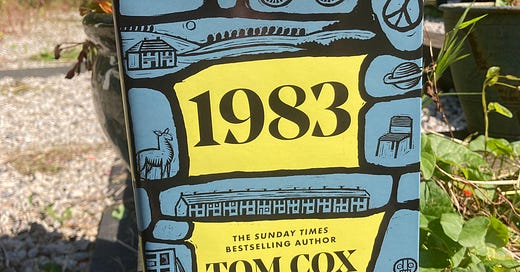 1983
THE SUNDAY TIMES
BESTSELLING AUTHOR
TOM COX